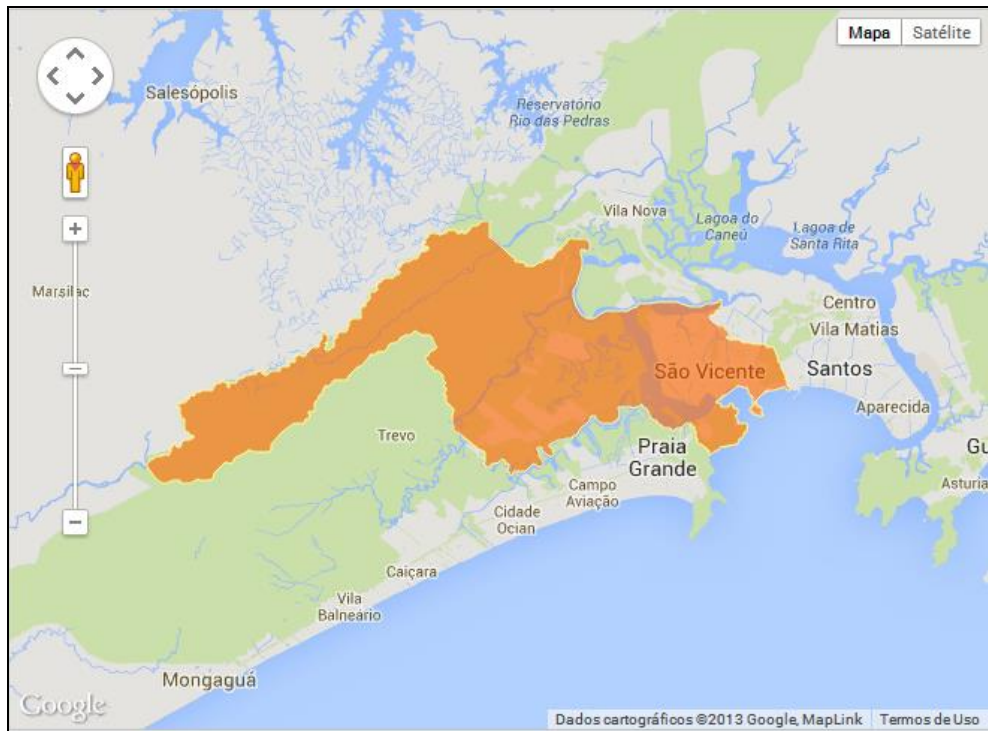 Mapa
Satélite
Salesópolis
Reservatório
Rio das Pedras
Vila Nova
Lagoa do
Caneú
Lagoa de
Santa Rita
Marsilac
Centro
Vila Matias
São Vicente
Santos
Aparecida
Trevo
Praia
Grande
Gu
Campo
Aviação
Asturia
Cidade
Ocian
Caiçara
Vila
Balneário
Mongaguá
Google
Dados cartográficos ©2013 Google, MapLink
Termos de Uso